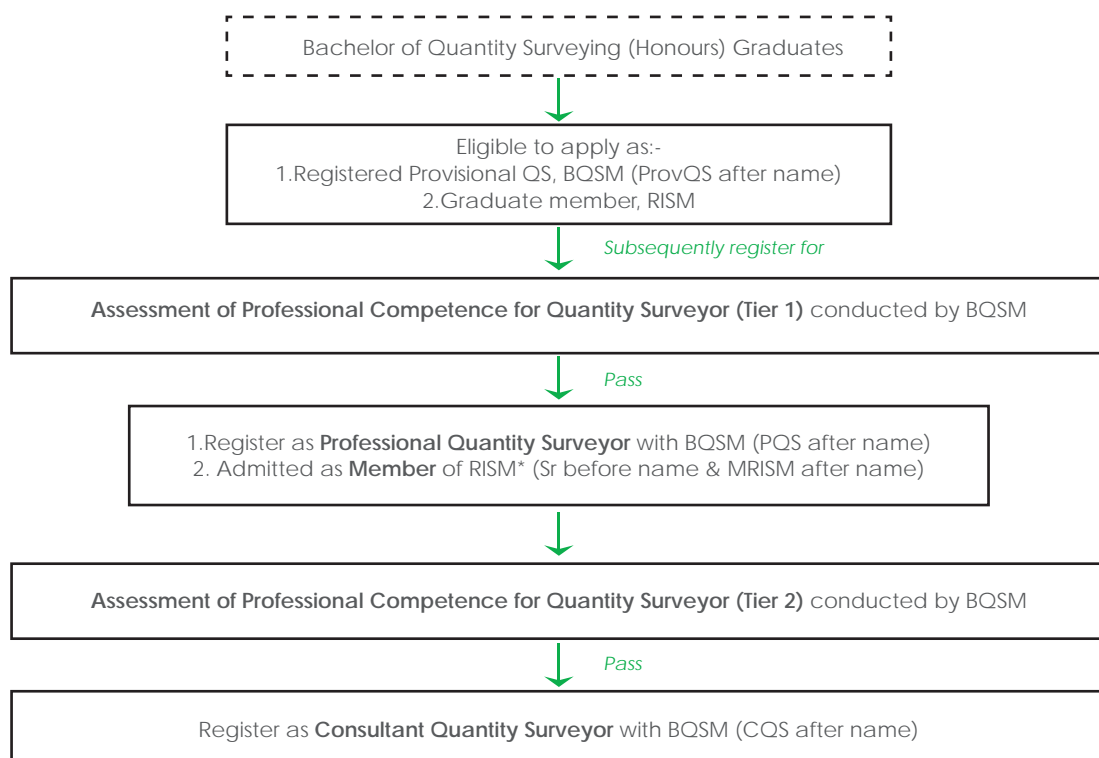 Bachelor of Quantity Surveying (Honours) Graduates
Eligible to apply as:-
1.Registered Provisional QS, BQSM (ProvQS after name)
2.Graduate member, RISM
Subsequently register for
Assessment of Professional Competence for Quantity Surveyor (Tier 1) conducted by BQSM
Pass
1.Register as Professional Quantity Surveyor with BQSM (PQS after name)
2. Admitted as Member of RISM* (Sr before name & MRISM after name)
Assessment of Professional Competence for Quantity Surveyor (Tier 2) conducted by BQSM
Pass
Register as Consultant Quantity Surveyor with BQSM (CQS after name)